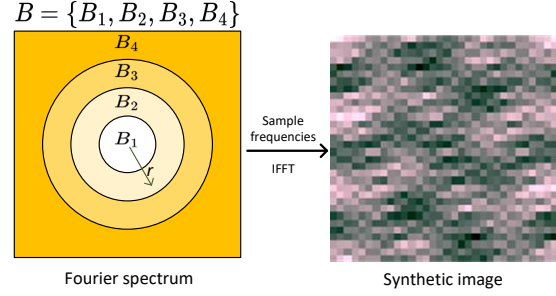 B = {B₁, B₂, B₃, B₄}
B₄
B₃
B₂
B₁
r
Sample
frequencies
IFFT
Fourier spectrum
Synthetic image